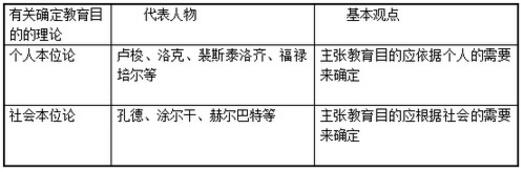 有关确定教育目的的理论
代表人物
基本观点
个人本位论
卢梭、洛克、裴斯泰洛齐、福禄
培尔等
主张教育目的应依据个人的需要
来确定
社会本位论
孔德、涂尔干、赫尔巴特等
主张教育目的应根据社会的需要
来确定